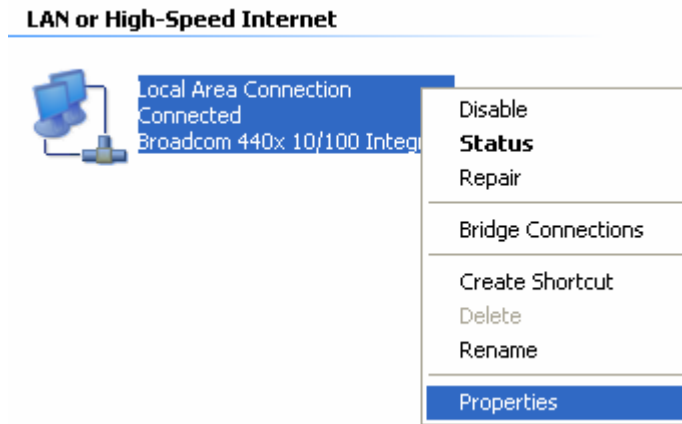 LAN or High-Speed Internet
Local Area Connection
Connected
Broadcom 440x 10/100
Disable
Status
Repair
Bridge Connections
Create Shortcut
Delete
Rename
Properties